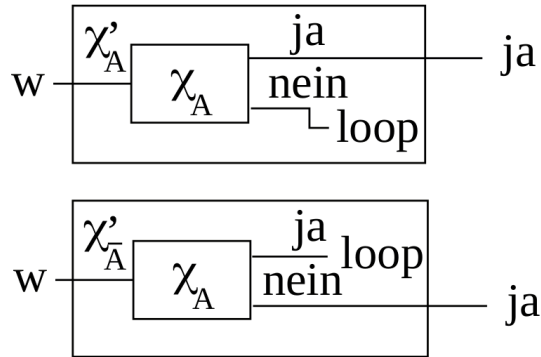 χ'A ja ja
w χA nein
loop
χ'A̅ ja loop
w χA nein ja